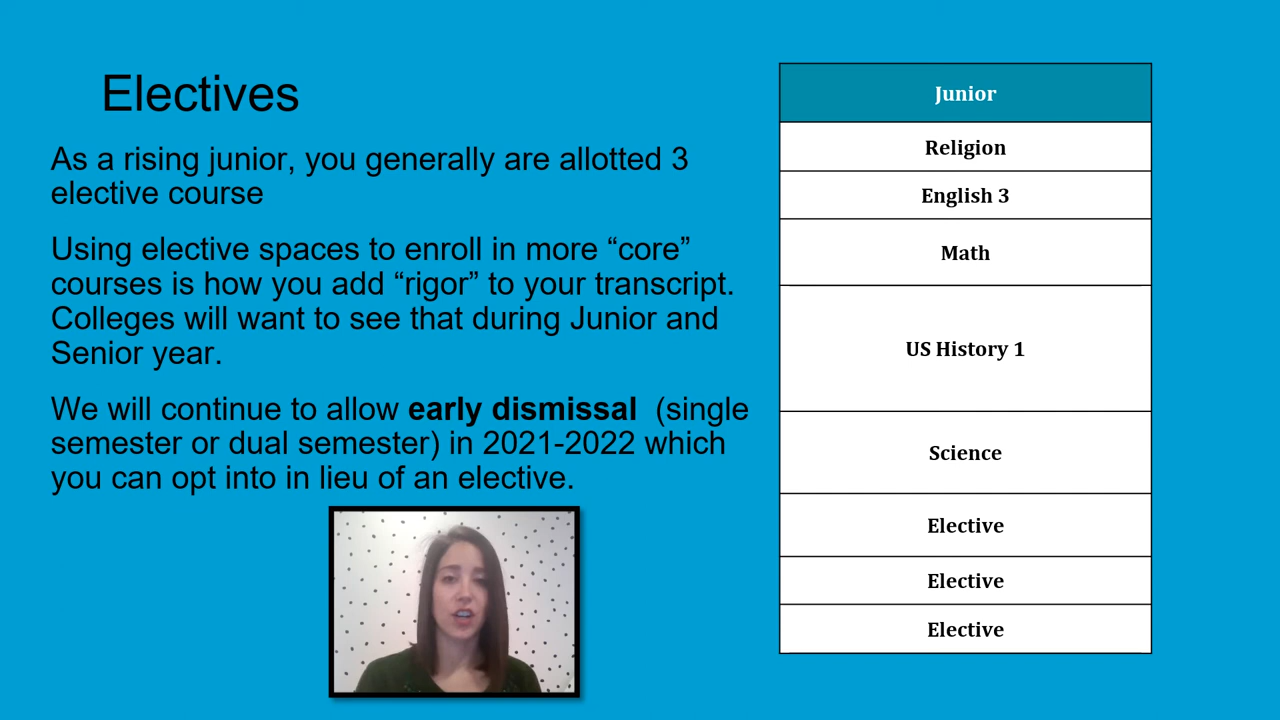 Electives
As a rising junior, you generally are allotted 3
elective course
Using elective spaces to enroll in more “core”
courses is how you add “rigor” to your transcript.
Colleges will want to see that during Junior and
Senior year.
We will continue to allow early dismissal (single
semester or dual semester) in 2021-2022 which
you can opt into in lieu of an elective.
Junior
Religion
English 3
Math
US History 1
Science
Elective
Elective
Elective